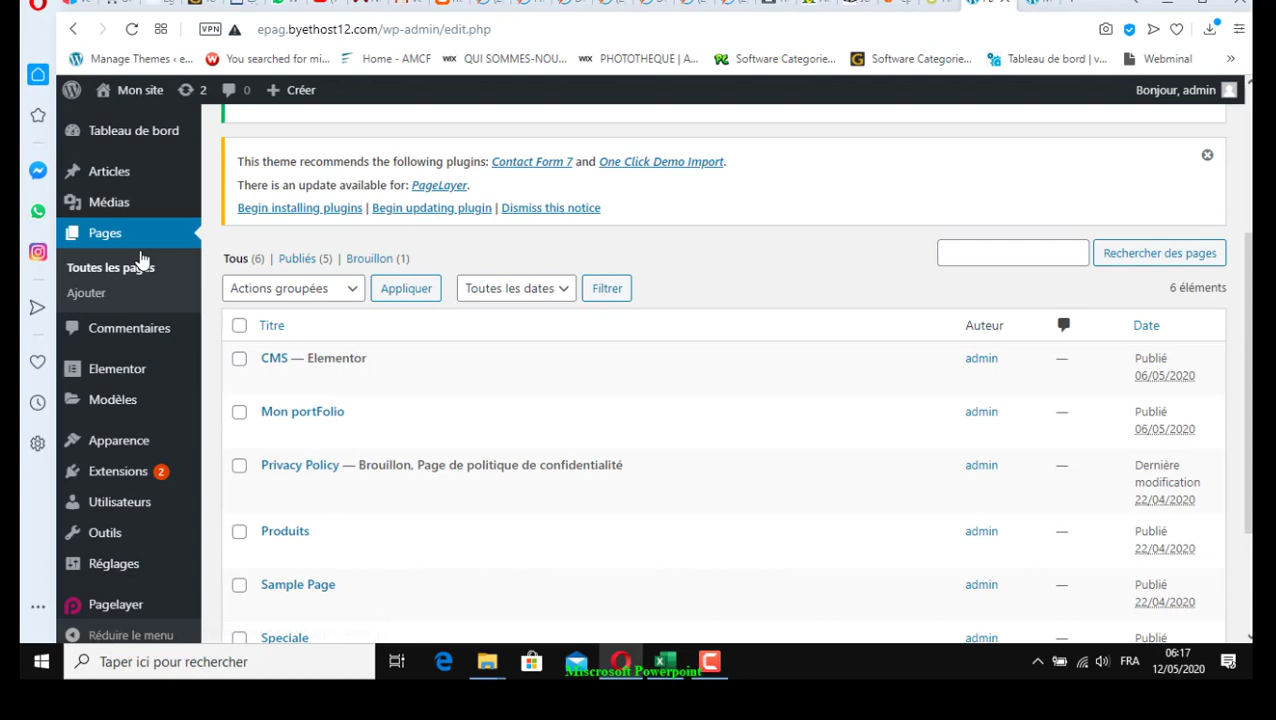 VPN epag.byethost12.com/wp-admin/edit.php
Manage Themes ‹ e... You searched for mi... Home - AMCF WIX QUI SOMMES-NOU... WIX PHOTOTHEQUE | A... Software Categorie... G Software Categorie... Tableau de bord | v... Webminal »
Mon site 2 0 Créer Bonjour, admin
Tableau de bord
Articles
Médias
Pages
Toutes les pages
Ajouter
Commentaires
Elementor
Modèles
Apparence
Extensions 2
Utilisateurs
Outils
Réglages
Pagelayer
Réduire le menu
This theme recommends the following plugins: Contact Form 7 and One Click Demo Import.
There is an update available for: PageLayer.
Begin installing plugins | Begin updating plugin | Dismiss this notice
Tous (6) | Publiés (5) | Brouillon (1)
Rechercher des pages
Actions groupées Appliquer Toutes les dates Filtrer 6 éléments
Titre Auteur Date
CMS — Elementor admin — Publié
06/05/2020
Mon portFolio admin — Publié
06/05/2020
Privacy Policy — Brouillon, Page de politique de confidentialité admin — Dernière
modification
22/04/2020
Produits admin — Publié
22/04/2020
Sample Page admin — Publié
22/04/2020
Speciale admin — Publié
Taper ici pour rechercher
FRA
06:17
12/05/2020
Miscrosoft Powerpoint